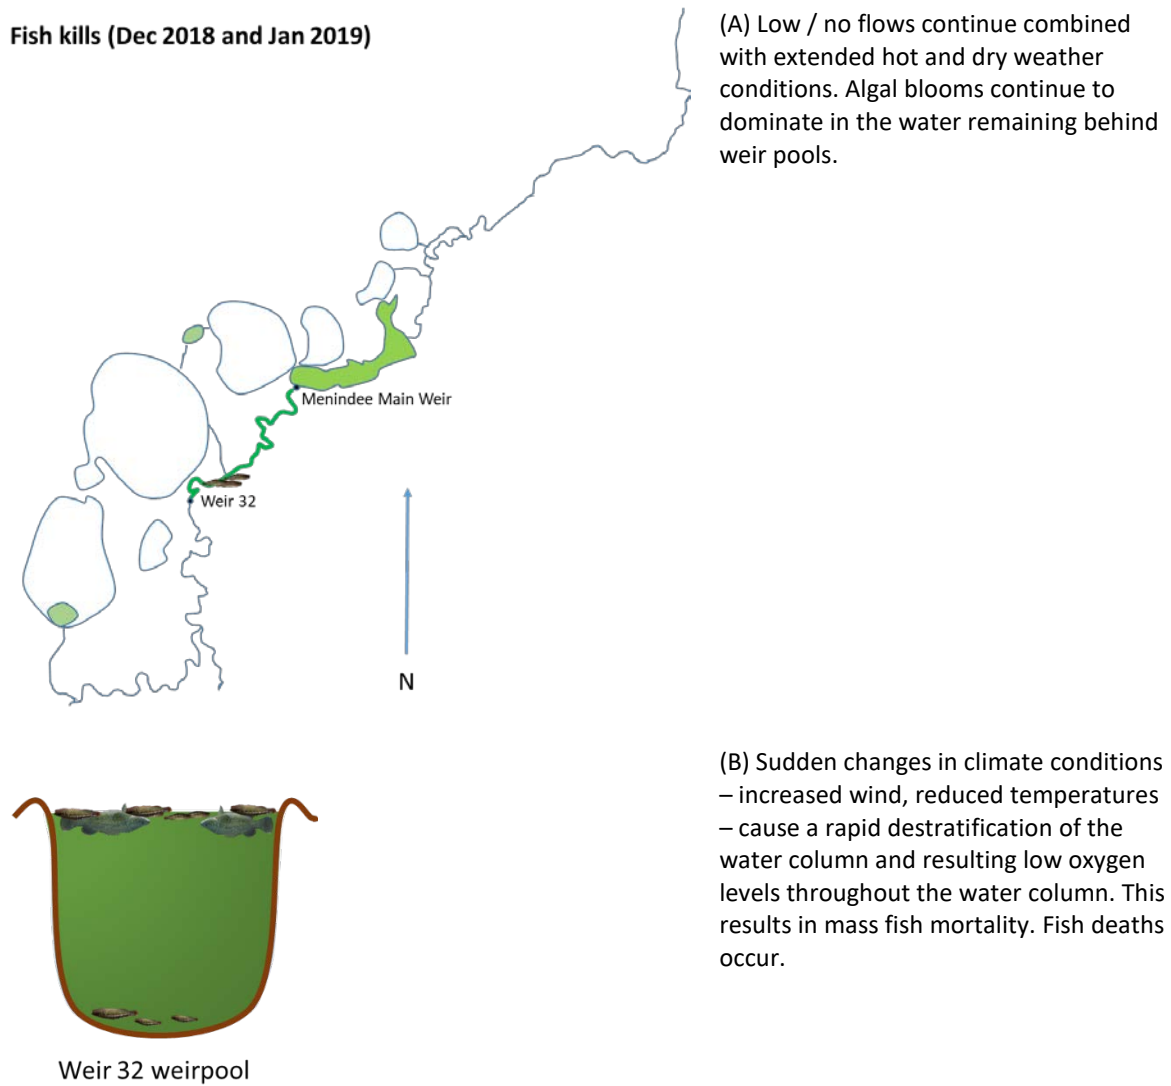 Fish kills (Dec 2018 and Jan 2019)
(A) Low / no flows continue combined
with extended hot and dry weather
conditions. Algal blooms continue to
dominate in the water remaining behind
weir pools.
Menindee Main Weir
Weir 32
N
(B) Sudden changes in climate conditions
– increased wind, reduced temperatures
– cause a rapid destratification of the
water column and resulting low oxygen
levels throughout the water column. This
results in mass fish mortality. Fish deaths
occur.
Weir 32 weirpool